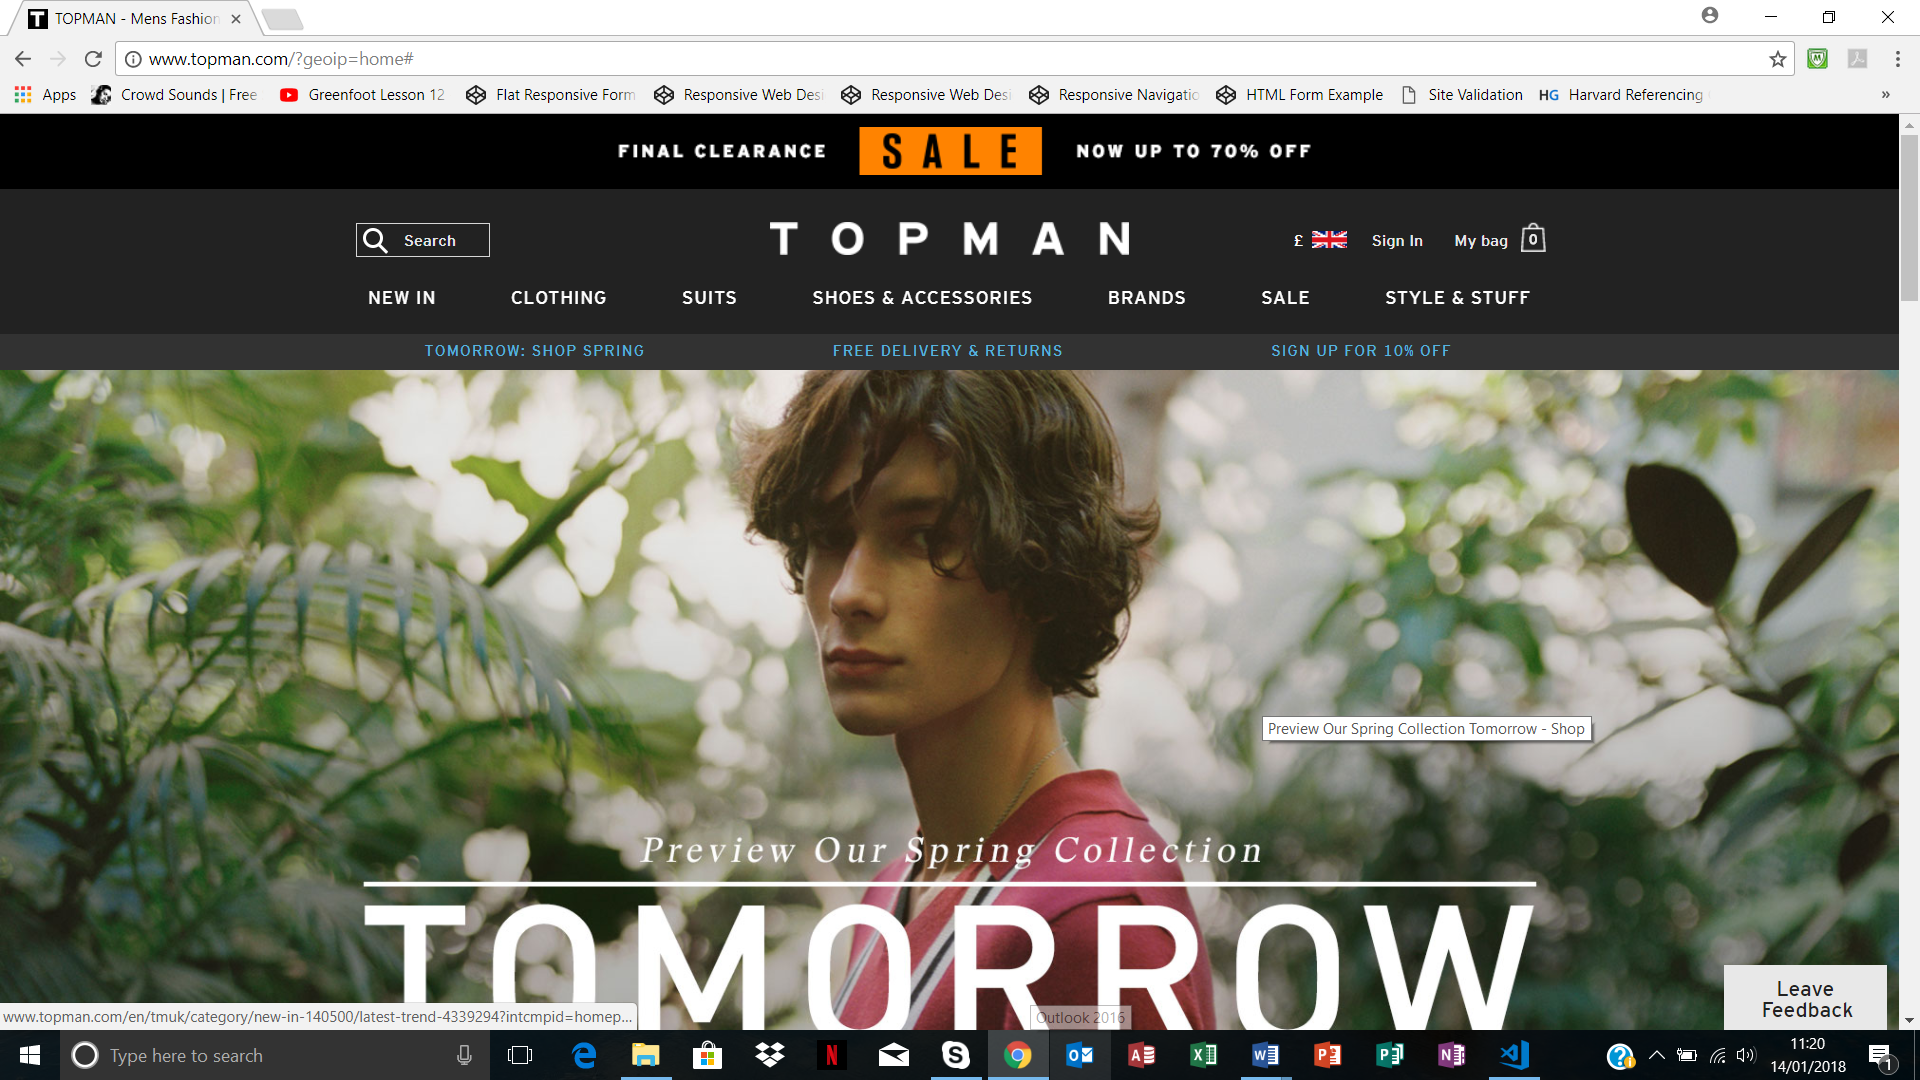 TOPMAN - Mens Fashion
www.topman.com/?geoip=home#
Apps Crowd Sounds | Free Greenfoot Lesson 12 Flat Responsive Form Responsive Web Desi Responsive Web Desi Responsive Navigatio HTML Form Example Site Validation HG Harvard Referencing »
FINAL CLEARANCE SALE NOW UP TO 70% OFF
Search TOPMAN £ Sign In My bag 0
NEW IN CLOTHING SUITS SHOES & ACCESSORIES BRANDS SALE STYLE & STUFF
TOMORROW: SHOP SPRING FREE DELIVERY & RETURNS SIGN UP FOR 10% OFF
Preview Our Spring Collection Tomorrow - Shop
Preview Our Spring Collection
TOMORROW
Leave
Feedback
www.topman.com/en/tmuk/category/new-in-140500/latest-trend-4339294?intcmpid=homep...
Outlook 2016
Type here to search
11:20
14/01/2018
1